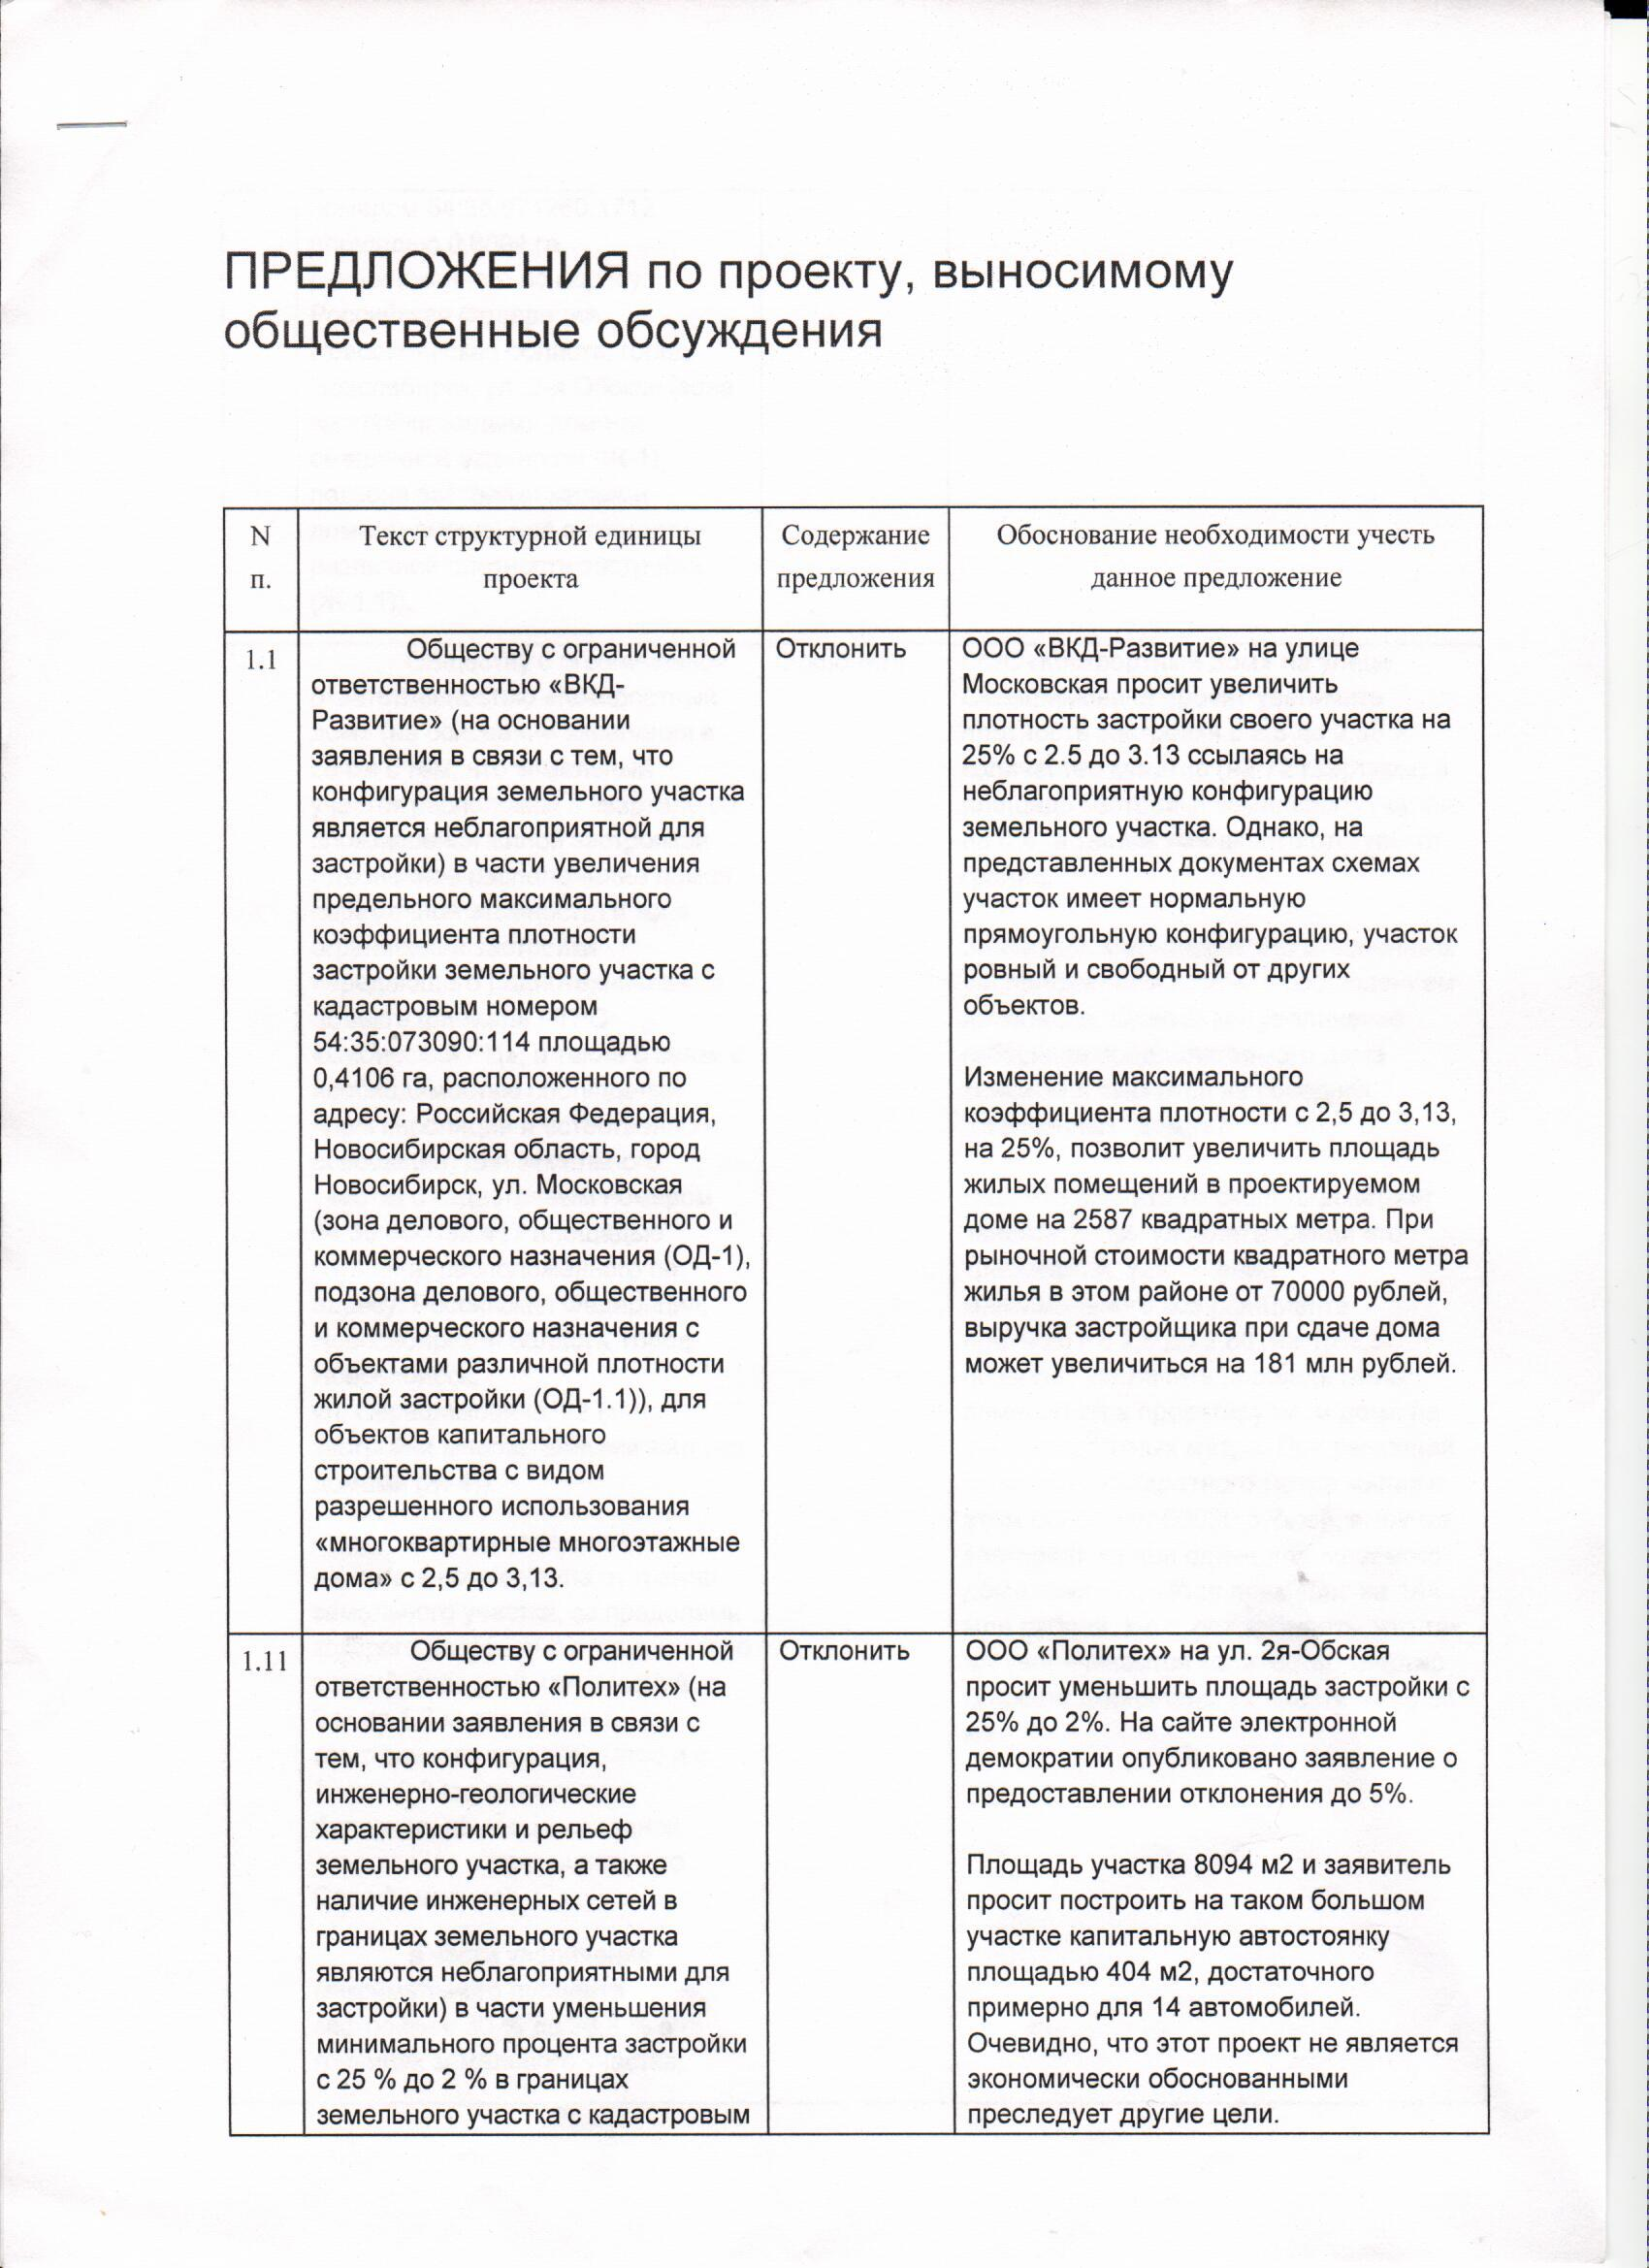 ПРЕДЛОЖЕНИЯ по проекту, выносимому
общественные обсуждения
N
п.
Текст структурной единицы
проекта
Содержание
предложения
Обоснование необходимости учесть
данное предложение
1.1
Обществу с ограниченной
ответственностью «ВКД-
Развитие» (на основании
заявления в связи с тем, что
конфигурация земельного участка
является неблагоприятной для
застройки) в части увеличения
предельного максимального
коэффициента плотности
застройки земельного участка с
кадастровым номером
54:35:073090:114 площадью
0,4106 га, расположенного по
адресу: Российская Федерация,
Новосибирская область, город
Новосибирск, ул. Московская
(зона делового, общественного и
коммерческого назначения (ОД-1),
подзона делового, общественного
и коммерческого назначения с
объектами различной плотности
жилой застройки (ОД-1.1)), для
объектов капитального
строительства с видом
разрешенного использования
«многоквартирные многоэтажные
дома» с 2,5 до 3,13.
Отклонить
ООО «ВКД-Развитие» на улице
Московская просит увеличить
плотность застройки своего участка на
25% с 2.5 до 3.13 ссылаясь на
неблагоприятную конфигурацию
земельного участка. Однако, на
представленных документах схемах
участок имеет нормальную
прямоугольную конфигурацию, участок
ровный и свободный от других
объектов.
Изменение максимального
коэффициента плотности с 2,5 до 3,13,
на 25%, позволит увеличить площадь
жилых помещений в проектируемом
доме на 2587 квадратных метра. При
рыночной стоимости квадратного метра
жилья в этом районе от 70000 рублей,
выручка застройщика при сдаче дома
может увеличиться на 181 млн рублей.
1.11
Обществу с ограниченной
ответственностью «Политех» (на
основании заявления в связи с
тем, что конфигурация,
инженерно-геологические
характеристики и рельеф
земельного участка, а также
наличие инженерных сетей в
границах земельного участка
являются неблагоприятными для
застройки) в части уменьшения
минимального процента застройки
с 25 % до 2 % в границах
земельного участка с кадастровым
Отклонить
ООО «Политех» на ул. 2я-Обская
просит уменьшить площадь застройки с
25% до 2%. На сайте электронной
демократии опубликовано заявление о
предоставлении отклонения до 5%.
Площадь участка 8094 м2 и заявитель
просит построить на таком большом
участке капитальную автостоянку
площадью 404 м2, достаточного
примерно для 14 автомобилей.
Очевидно, что этот проект не является
экономически обоснованными
преследует другие цели.